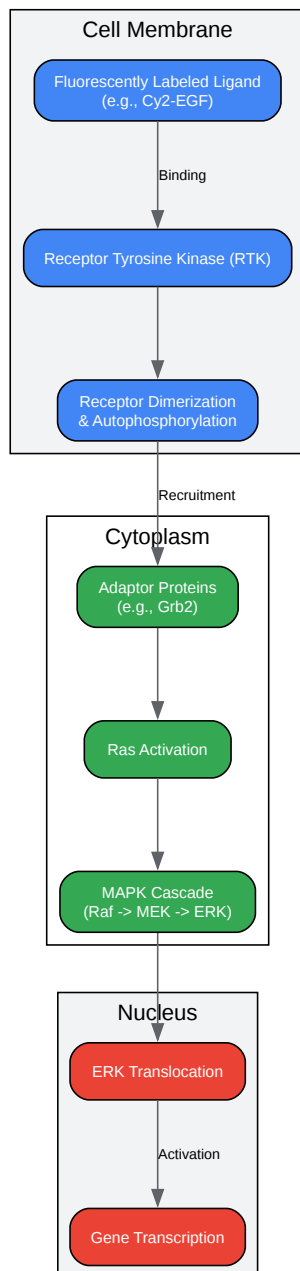 Cell Membrane
Fluorescently Labeled Ligand
(e.g., Cy2-EGF)
Binding
Receptor Tyrosine Kinase (RTK)
Receptor Dimerization
& Autophosphorylation
Recruitment
Cytoplasm
Adaptor Proteins
(e.g., Grb2)
Ras Activation
MAPK Cascade
(Raf -> MEK -> ERK)
Nucleus
ERK Translocation
Activation
Gene Transcription